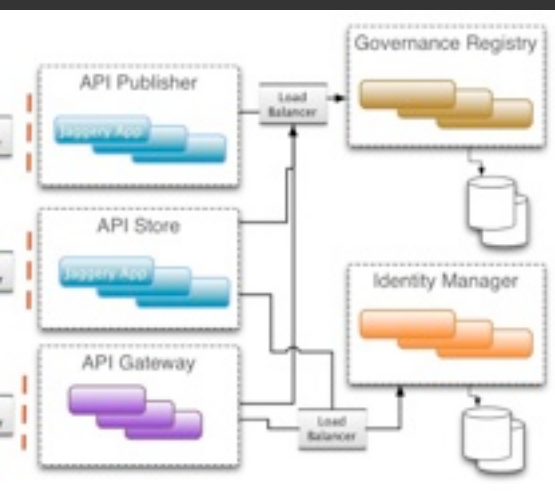 Governance Registry
API Publisher
Load
Balancer
Jaggery App
API Store
Jaggery App
Identity Manager
API Gateway
Load
Balancer